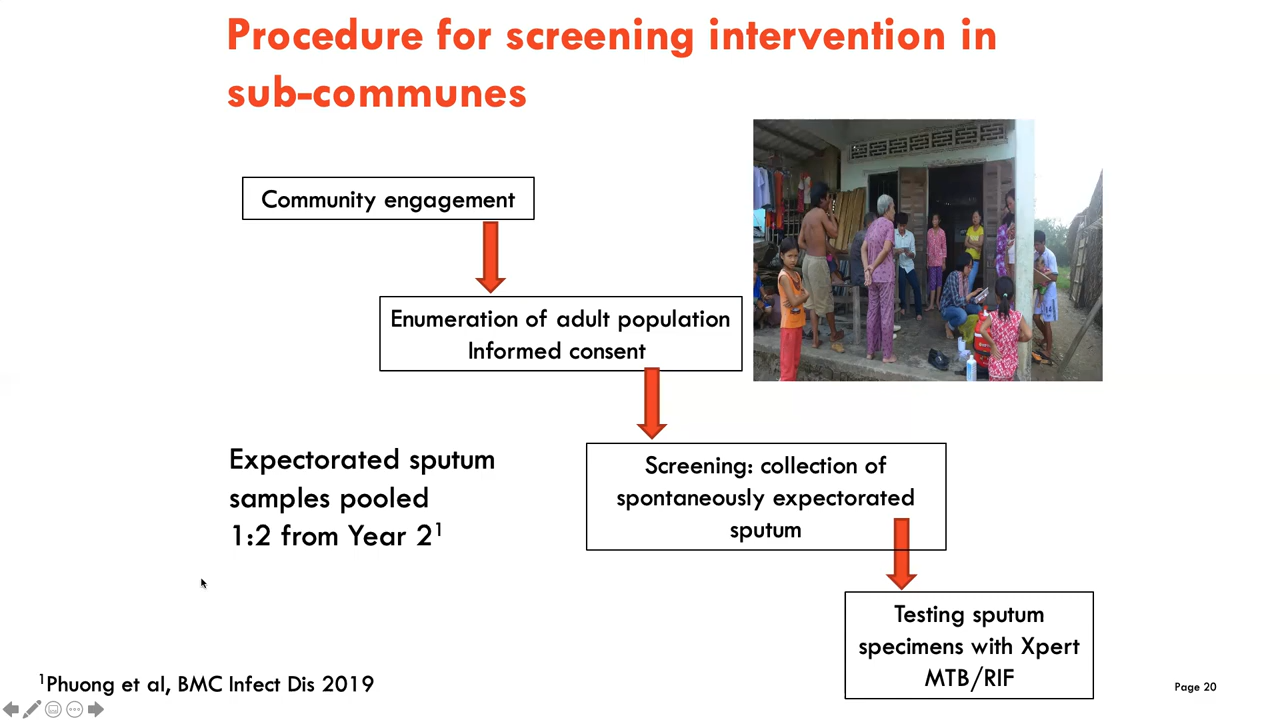 Procedure for screening intervention in
sub-communes
Community engagement
Enumeration of adult population
Informed consent
Expectorated sputum
samples pooled
1:2 from Year 2¹
Screening: collection of
spontaneously expectorated
sputum
Testing sputum
specimens with Xpert
MTB/RIF
¹Phuong et al, BMC Infect Dis 2019
Page 20